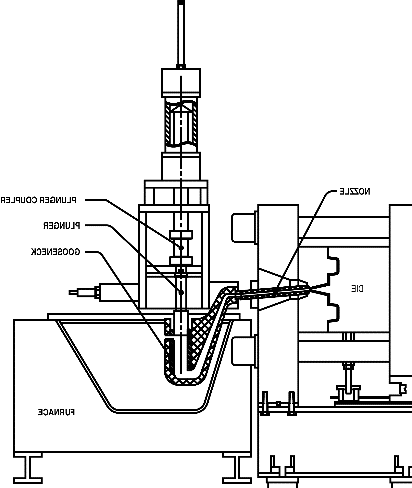 NOZZLE
PLUNGER COUPLER
PLUNGER
GOOSENECK
DIE
FURNACE